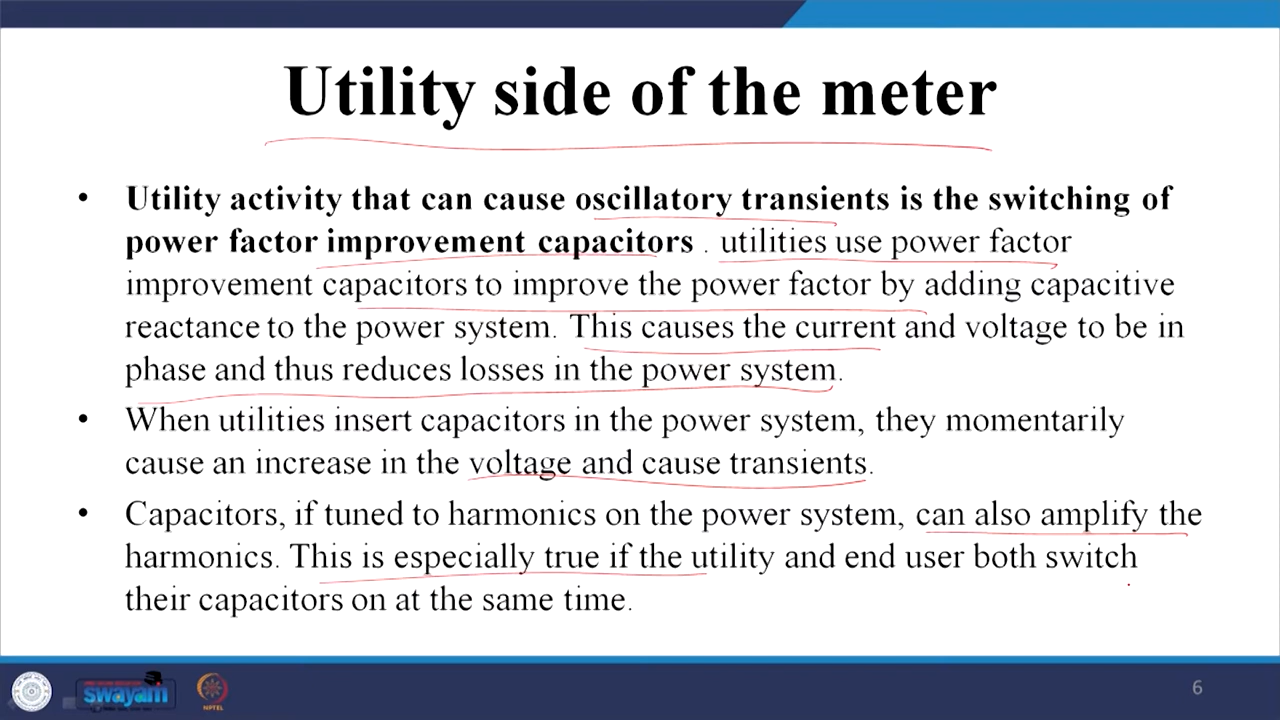 Utility side of the meter
• Utility activity that can cause oscillatory transients is the switching of
power factor improvement capacitors . utilities use power factor
improvement capacitors to improve the power factor by adding capacitive
reactance to the power system. This causes the current and voltage to be in
phase and thus reduces losses in the power system.
• When utilities insert capacitors in the power system, they momentarily
cause an increase in the voltage and cause transients.
• Capacitors, if tuned to harmonics on the power system, can also amplify the
harmonics. This is especially true if the utility and end user both switch
their capacitors on at the same time.
swayam
NPTEL
6